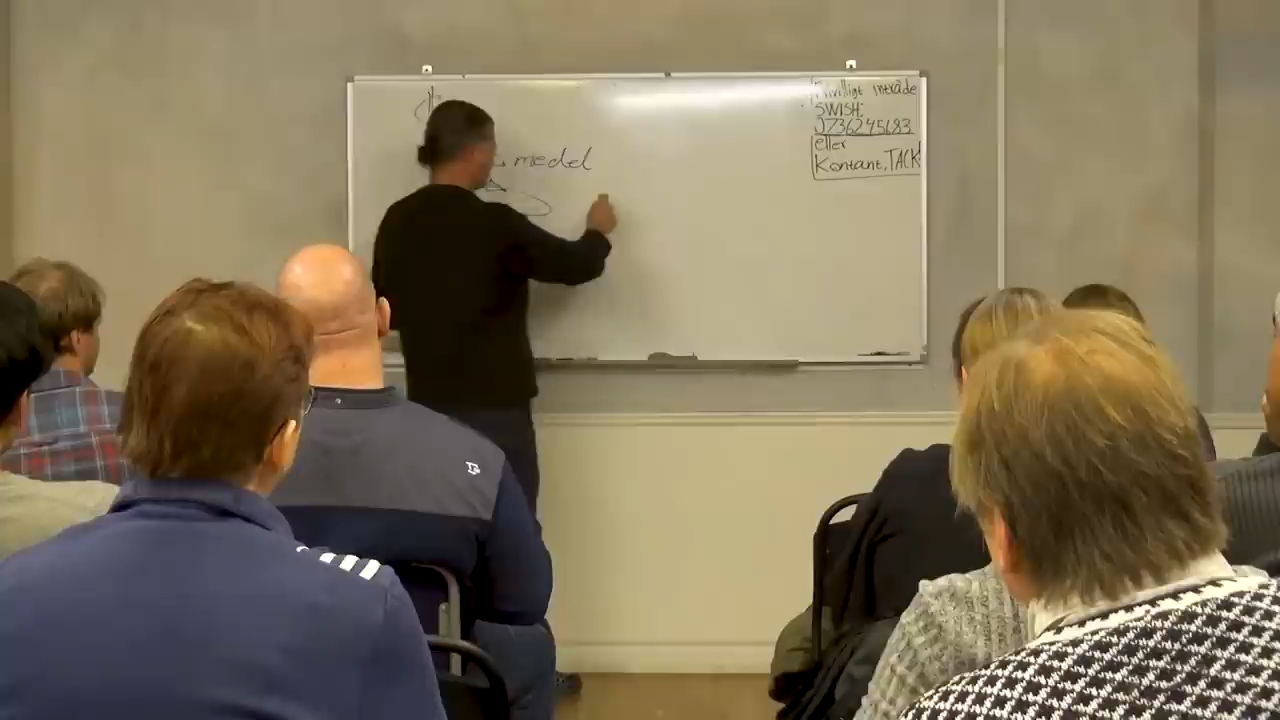 medel
Frivilligt inträde
SWISH:
0736245683
eller
Kontant, TACK